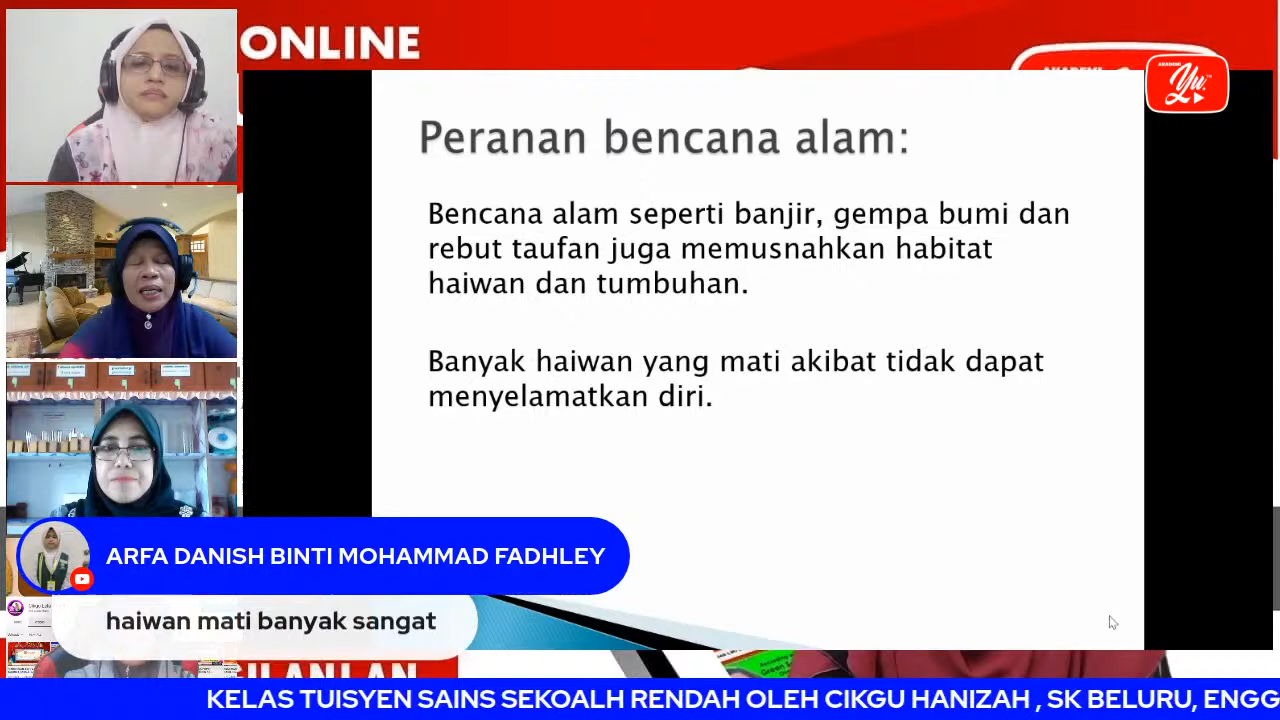 ONLINE
Peranan bencana alam:
Bencana alam seperti banjir, gempa bumi dan
rebut taufan juga memusnahkan habitat
haiwan dan tumbuhan.
Banyak haiwan yang mati akibat tidak dapat
menyelamatkan diri.
ARFA DANISH BINTI MOHAMMAD FADHLEY
haiwan mati banyak sangat
KELAS TUISYEN SAINS SEKOALH RENDAH OLEH CIKGU HANIZAH , SK BELURU, ENGG